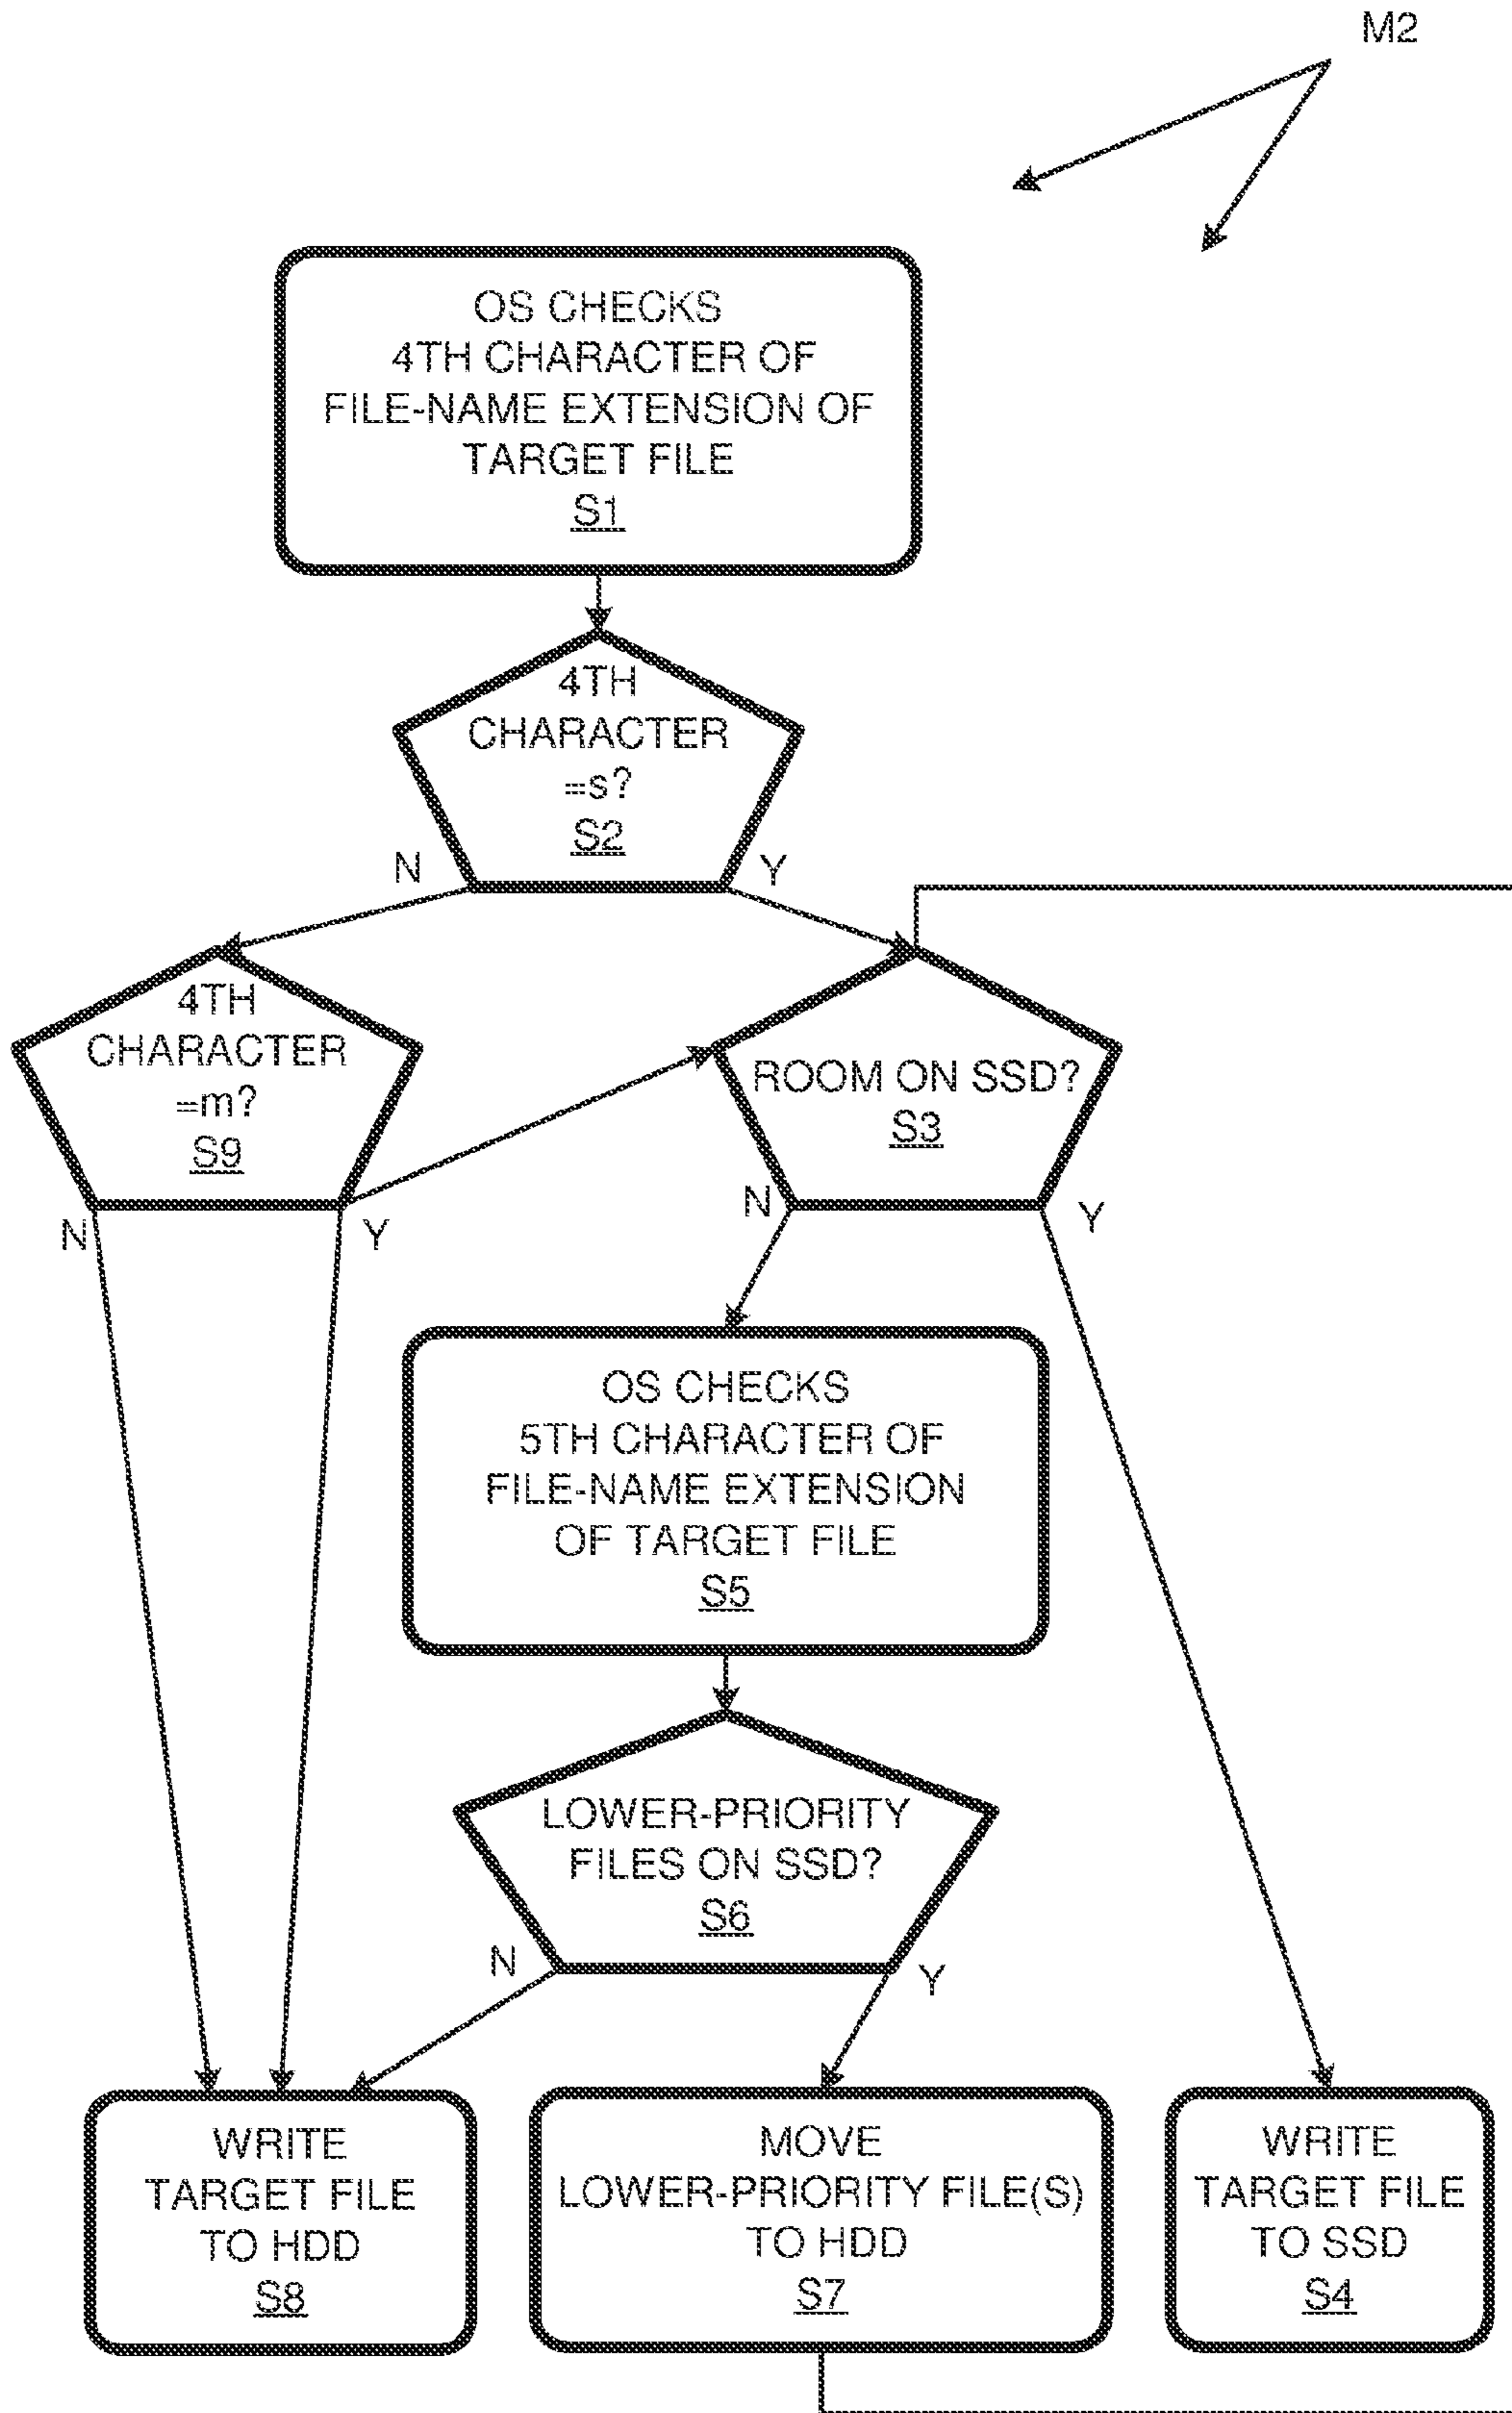 M2
OS CHECKS
4TH CHARACTER OF
FILE-NAME EXTENSION OF
TARGET FILE
S1
4TH
CHARACTER
=s?
S2
N
Y
4TH
CHARACTER
=m?
S9
N
Y
ROOM ON SSD?
S3
N
Y
OS CHECKS
5TH CHARACTER OF
FILE-NAME EXTENSION
OF TARGET FILE
S5
LOWER-PRIORITY
FILES ON SSD?
S6
N
Y
WRITE
TARGET FILE
TO HDD
S8
MOVE
LOWER-PRIORITY FILE(S)
TO HDD
S7
WRITE
TARGET FILE
TO SSD
S4